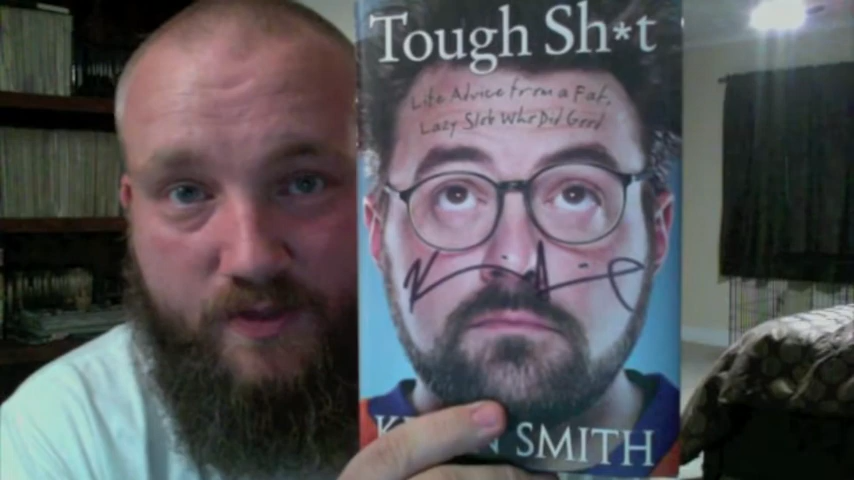 Tough Sh*t
Life Advice from a Fat,
Lazy Slob Who Did Good
SMITH